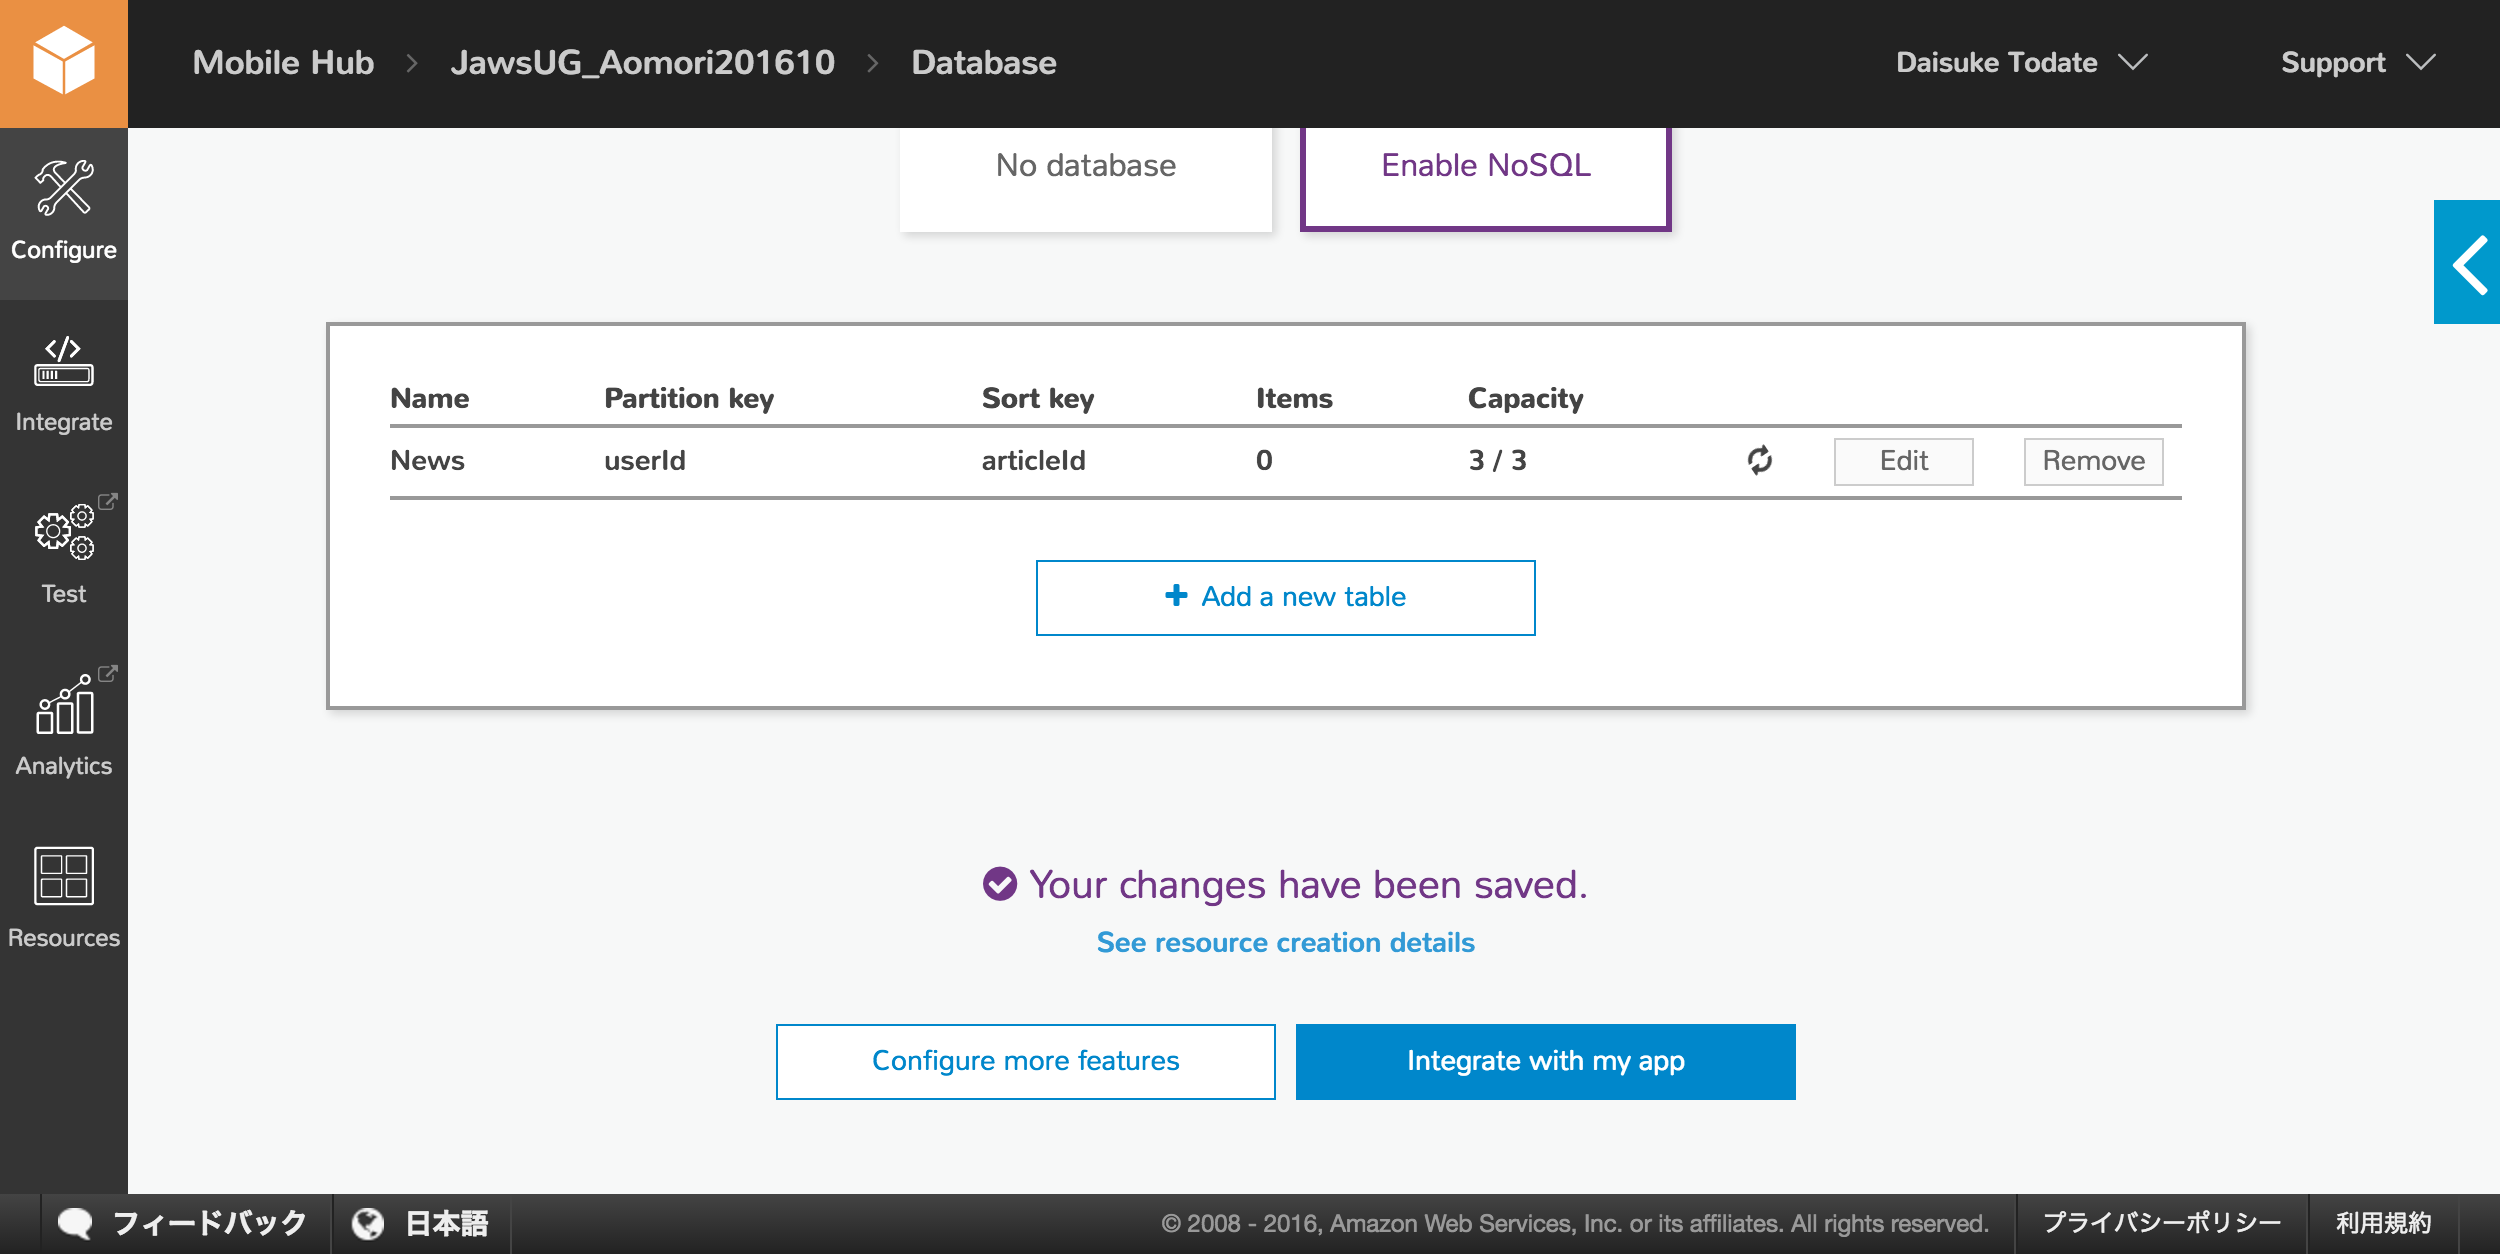 Mobile Hub > JawsUG_Aomori201610 > Database
Daisuke Todate
Support
Configure
Integrate
Test
Analytics
Resources
No database
Enable NoSQL
Name Partition key Sort key Items Capacity
News userId articleId 0 3 / 3 Edit Remove
Add a new table
Your changes have been saved.
See resource creation details
Configure more features
Integrate with my app
フィードバック
日本語
© 2008 - 2016, Amazon Web Services, Inc. or its affiliates. All rights reserved.
プライバシーポリシー
利用規約